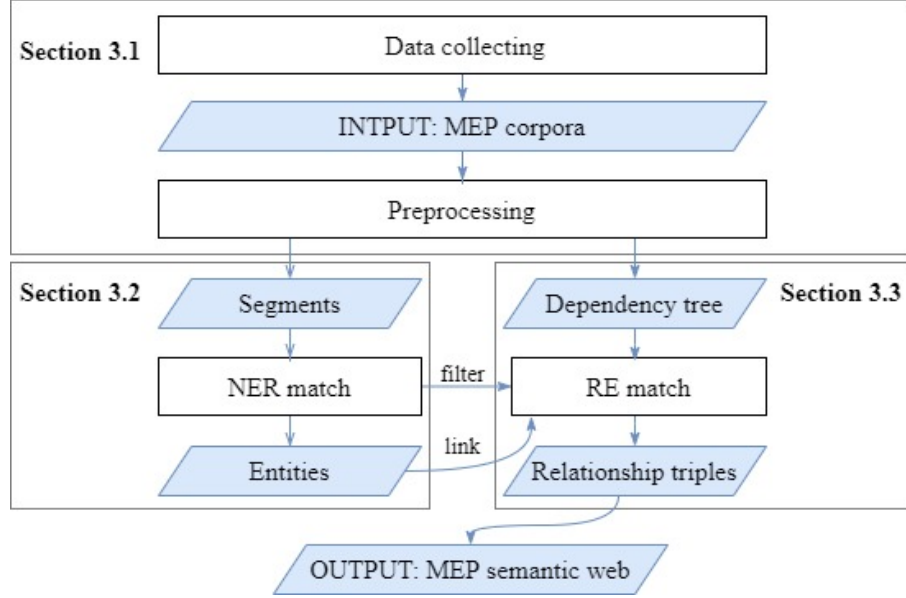 Section 3.1
Data collecting
INTPUT: MEP corpora
Preprocessing
Section 3.2
Segments
NER match
Entities
filter
link
Section 3.3
Dependency tree
RE match
Relationship triples
OUTPUT: MEP semantic web